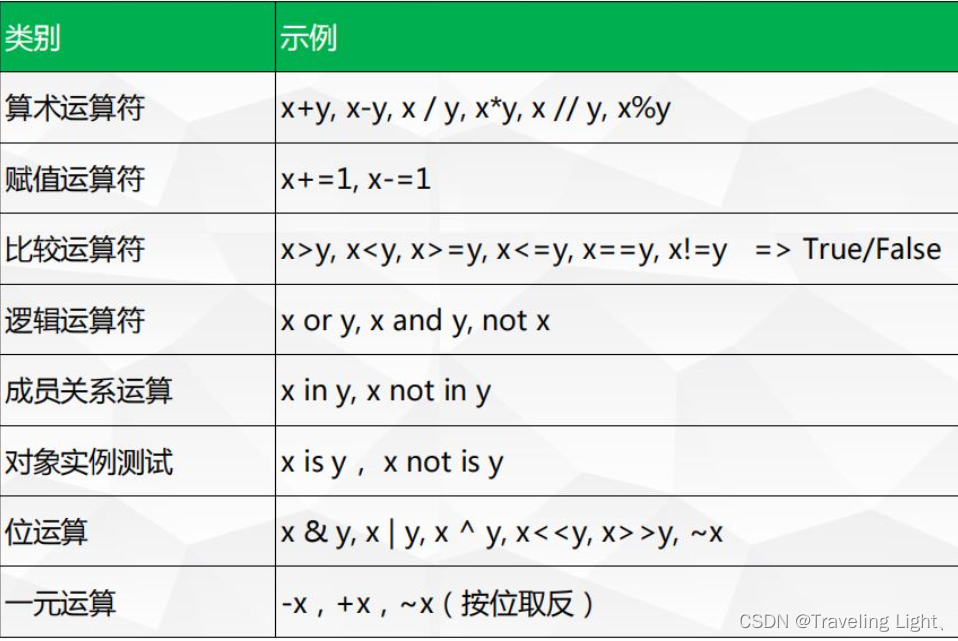 类别 示例
算术运算符 x+y, x-y, x / y, x*y, x // y, x%y
赋值运算符 x+=1, x-=1
比较运算符 x>y, x<y, x>=y, x<=y, x==y, x!=y => True/False
逻辑运算符 x or y, x and y, not x
成员关系运算 x in y, x not in y
对象实例测试 x is y , x not is y
位运算 x & y, x | y, x ^ y, x<<y, x>>y, ~x
一元运算 -x , +x , ~x ( 按位取反 )
CSDN @Traveling Light、